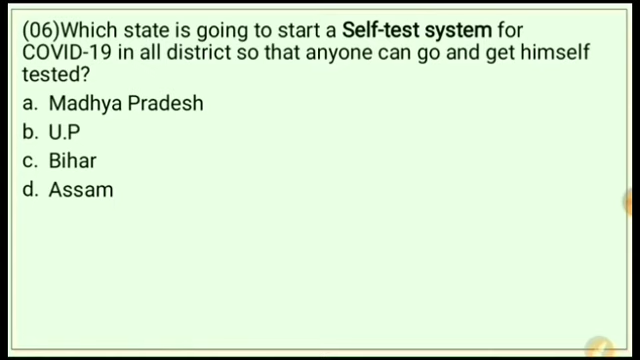 (06)Which state is going to start a Self-test system for
COVID-19 in all district so that anyone can go and get himself
tested?
a. Madhya Pradesh
b. U.P
c. Bihar
d. Assam